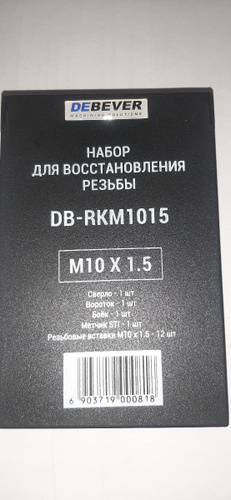 DEBEVER
MACHINING SOLUTIONS
НАБОР
ДЛЯ ВОССТАНОВЛЕНИЯ
РЕЗЬБЫ
DB-RKM1015
M10 X 1.5
Сверло - 1 шт
Вороток - 1 шт
Боёк - 1 шт
Метчик STI - 1 шт
Резьбовые вставки M10 x 1.5 - 12 шт
6 903719 000818